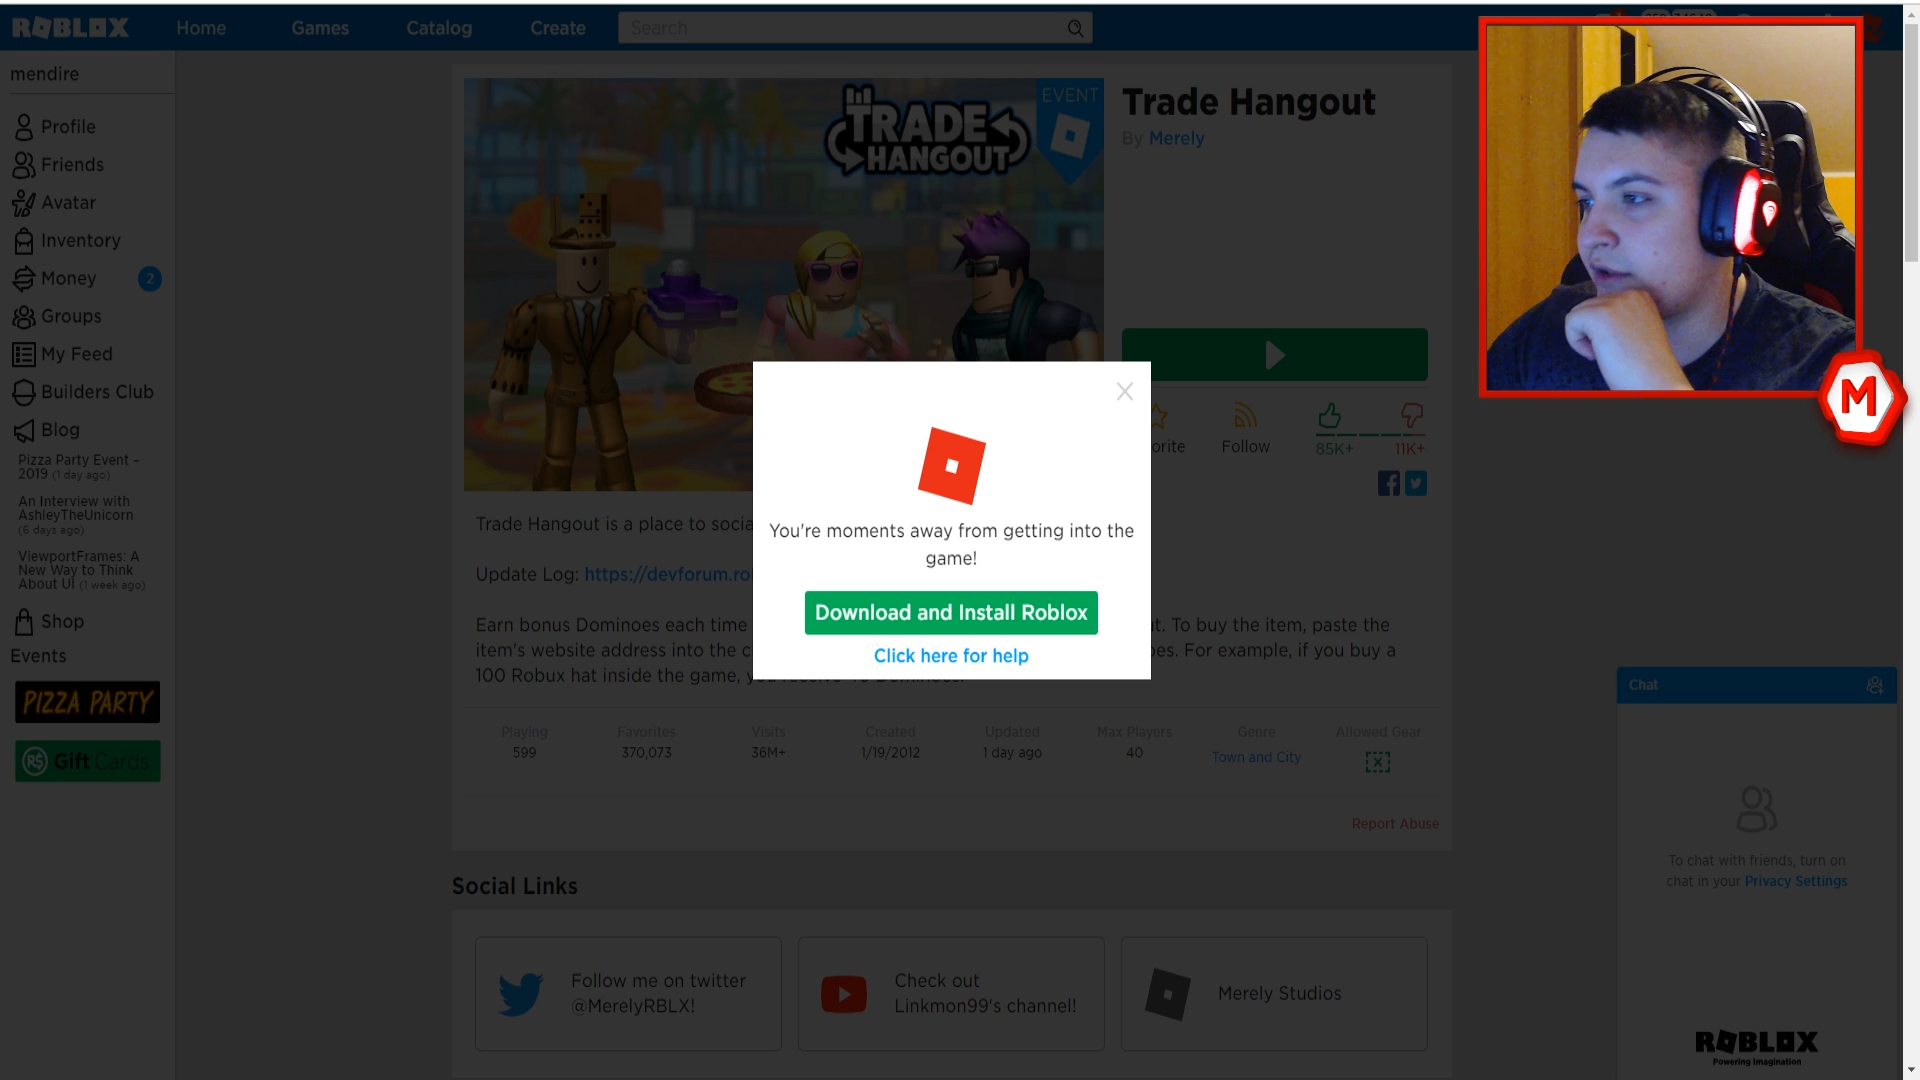 ROBLOX
Home
Games
Catalog
Create
Search
mendire
Profile
Friends
Avatar
Inventory
Money
2
Groups
My Feed
Builders Club
Blog
Pizza Party Event –
2019 (1 day ago)
An Interview with
AshleyTheUnicorn
(6 days ago)
ViewportFrames: A
New Way to Think
About UI (1 week ago)
Shop
Events
PIZZA PARTY
R$ Gift Cards
TRADE
HANGOUT
EVENT
Trade Hangout
By Merely
orite
Follow
85K+
11K+
M
Trade Hangout is a place to socia
Update Log: https://devforum.ro
Earn bonus Dominoes each time
t. To buy the item, paste the
item's website address into the c
es. For example, if you buy a
100 Robux hat inside the game,
You're moments away from getting into the
game!
Download and Install Roblox
Click here for help
Playing
599
Favorites
370,073
Visits
36M+
Created
1/19/2012
Updated
1 day ago
Max Players
40
Genre
Town and City
Allowed Gear
Report Abuse
Social Links
Follow me on twitter
@MerelyRBLX!
Check out
Linkmon99's channel!
Merely Studios
Chat
To chat with friends, turn on
chat in your Privacy Settings
ROBLOX
Powering Imagination